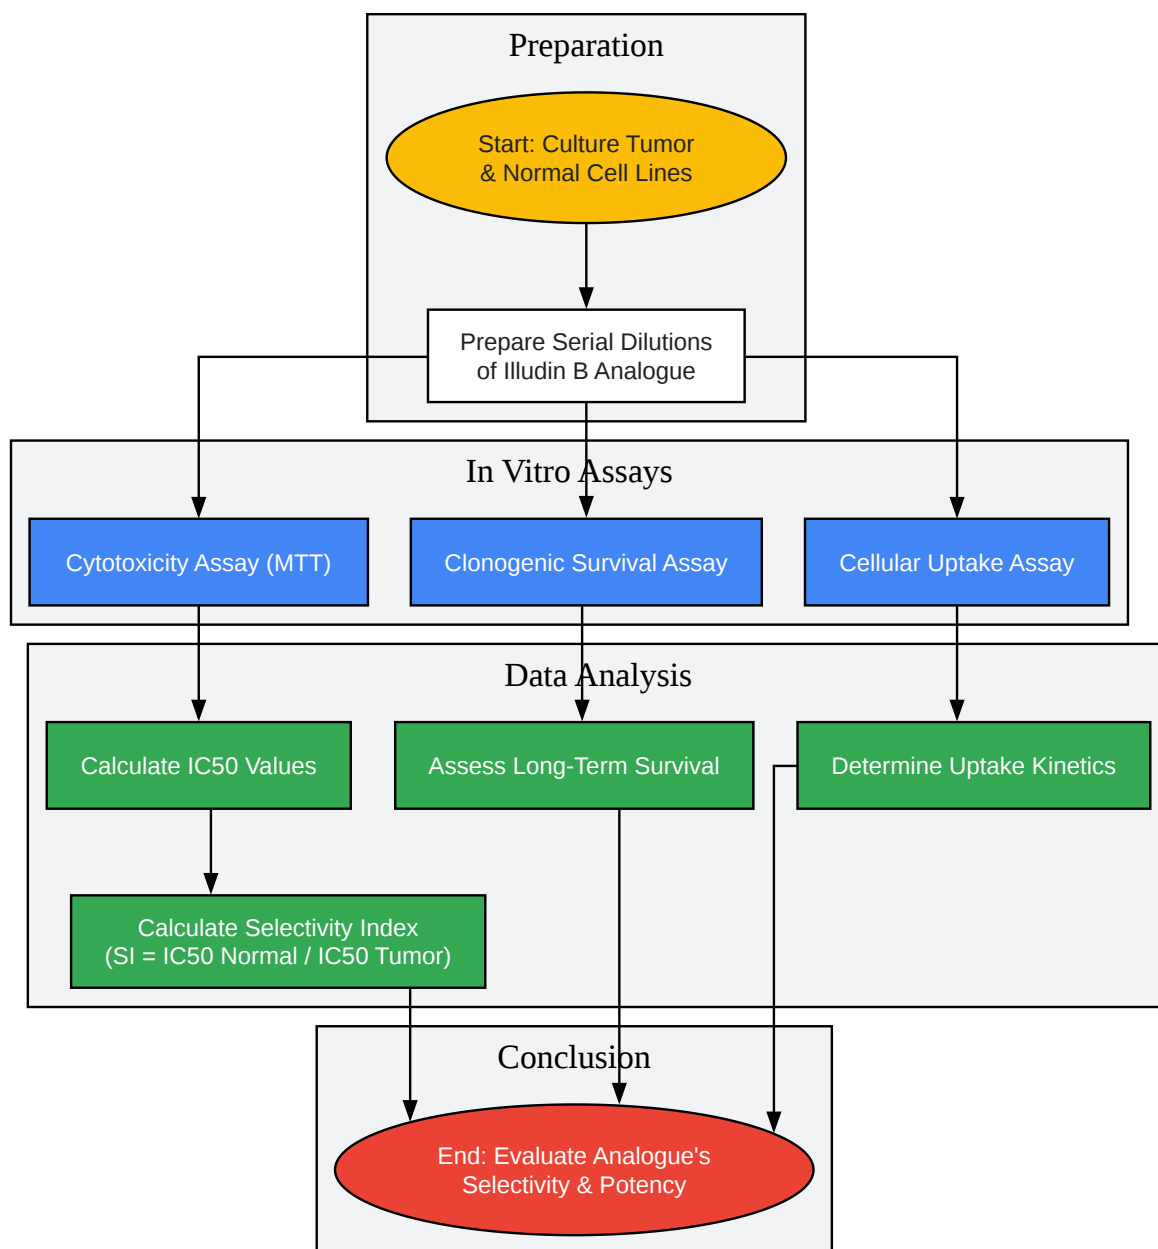 Preparation
Start: Culture Tumor
& Normal Cell Lines
Prepare Serial Dilutions
of Illudin B Analogue
In Vitro Assays
Cytotoxicity Assay (MTT)
Clonogenic Survival Assay
Cellular Uptake Assay
Data Analysis
Calculate IC50 Values
Assess Long-Term Survival
Determine Uptake Kinetics
Calculate Selectivity Index
(SI = IC50 Normal / IC50 Tumor)
Conclusion
End: Evaluate Analogue's
Selectivity & Potency